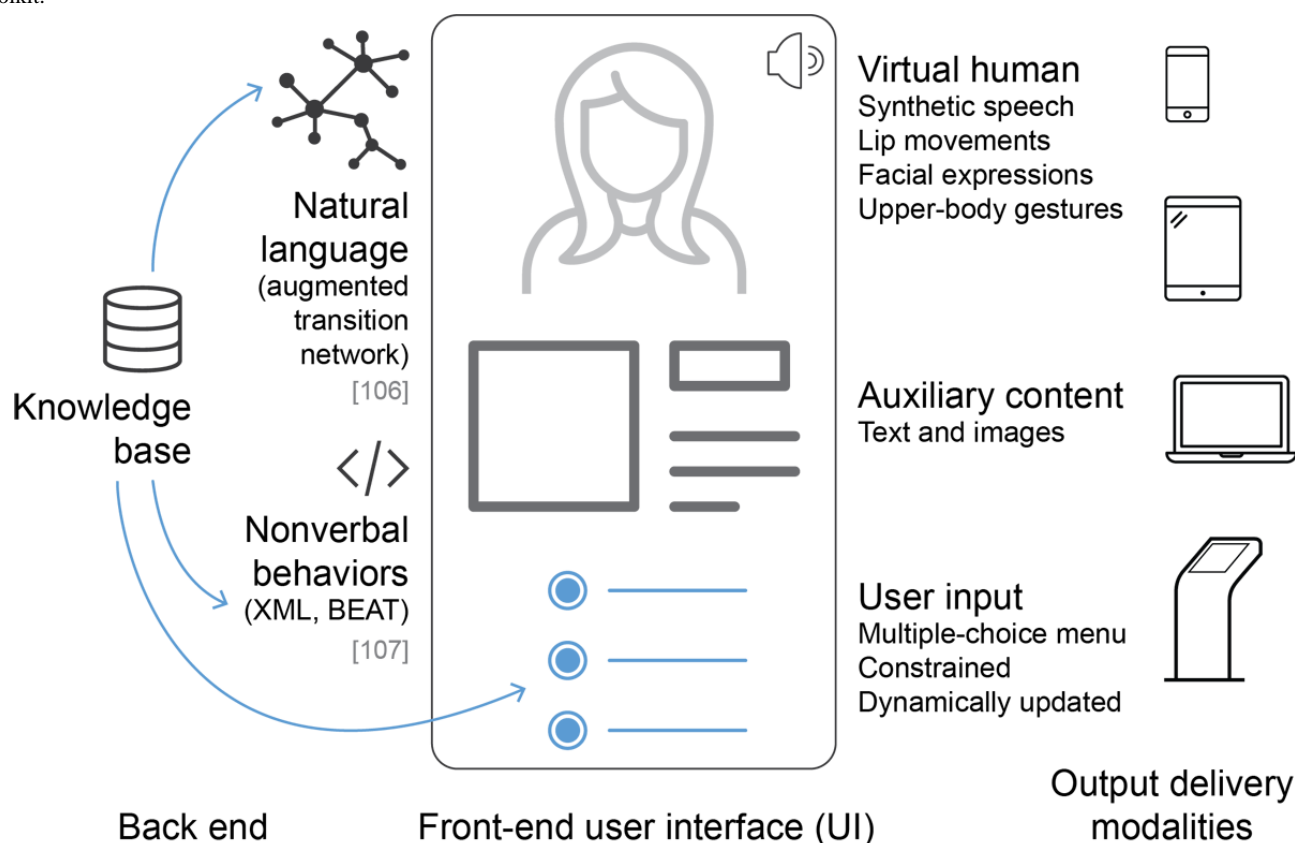 Natural
language
(augmented
transition
network)
[106]
Knowledge
base
</>
Nonverbal
behaviors
(XML, BEAT)
[107]
Virtual human
Synthetic speech
Lip movements
Facial expressions
Upper-body gestures
Auxiliary content
Text and images
User input
Multiple-choice menu
Constrained
Dynamically updated
Back end
Front-end user interface (UI)
Output delivery
modalities